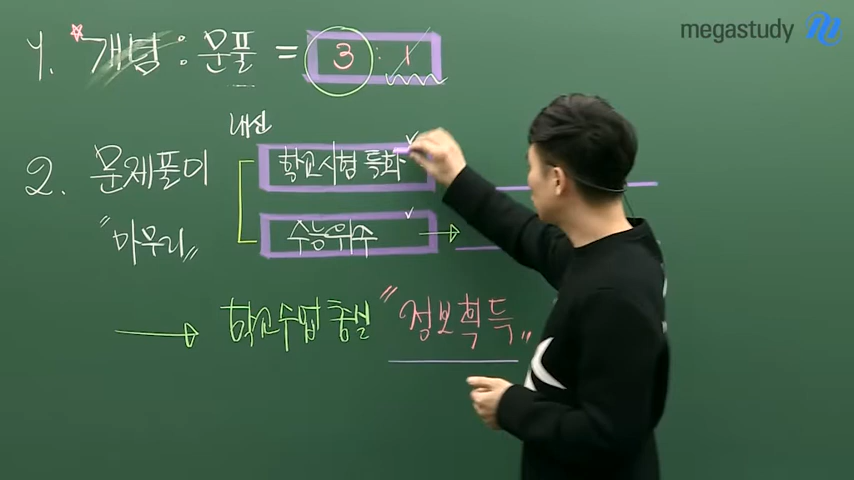 megastudy
1. 개념 : 문풀 = 3 : 1
내신
2. 문제풀이 학교시험 특화
"마무리" 수능위주 →
→ 학교수업 충실 "정보획득"